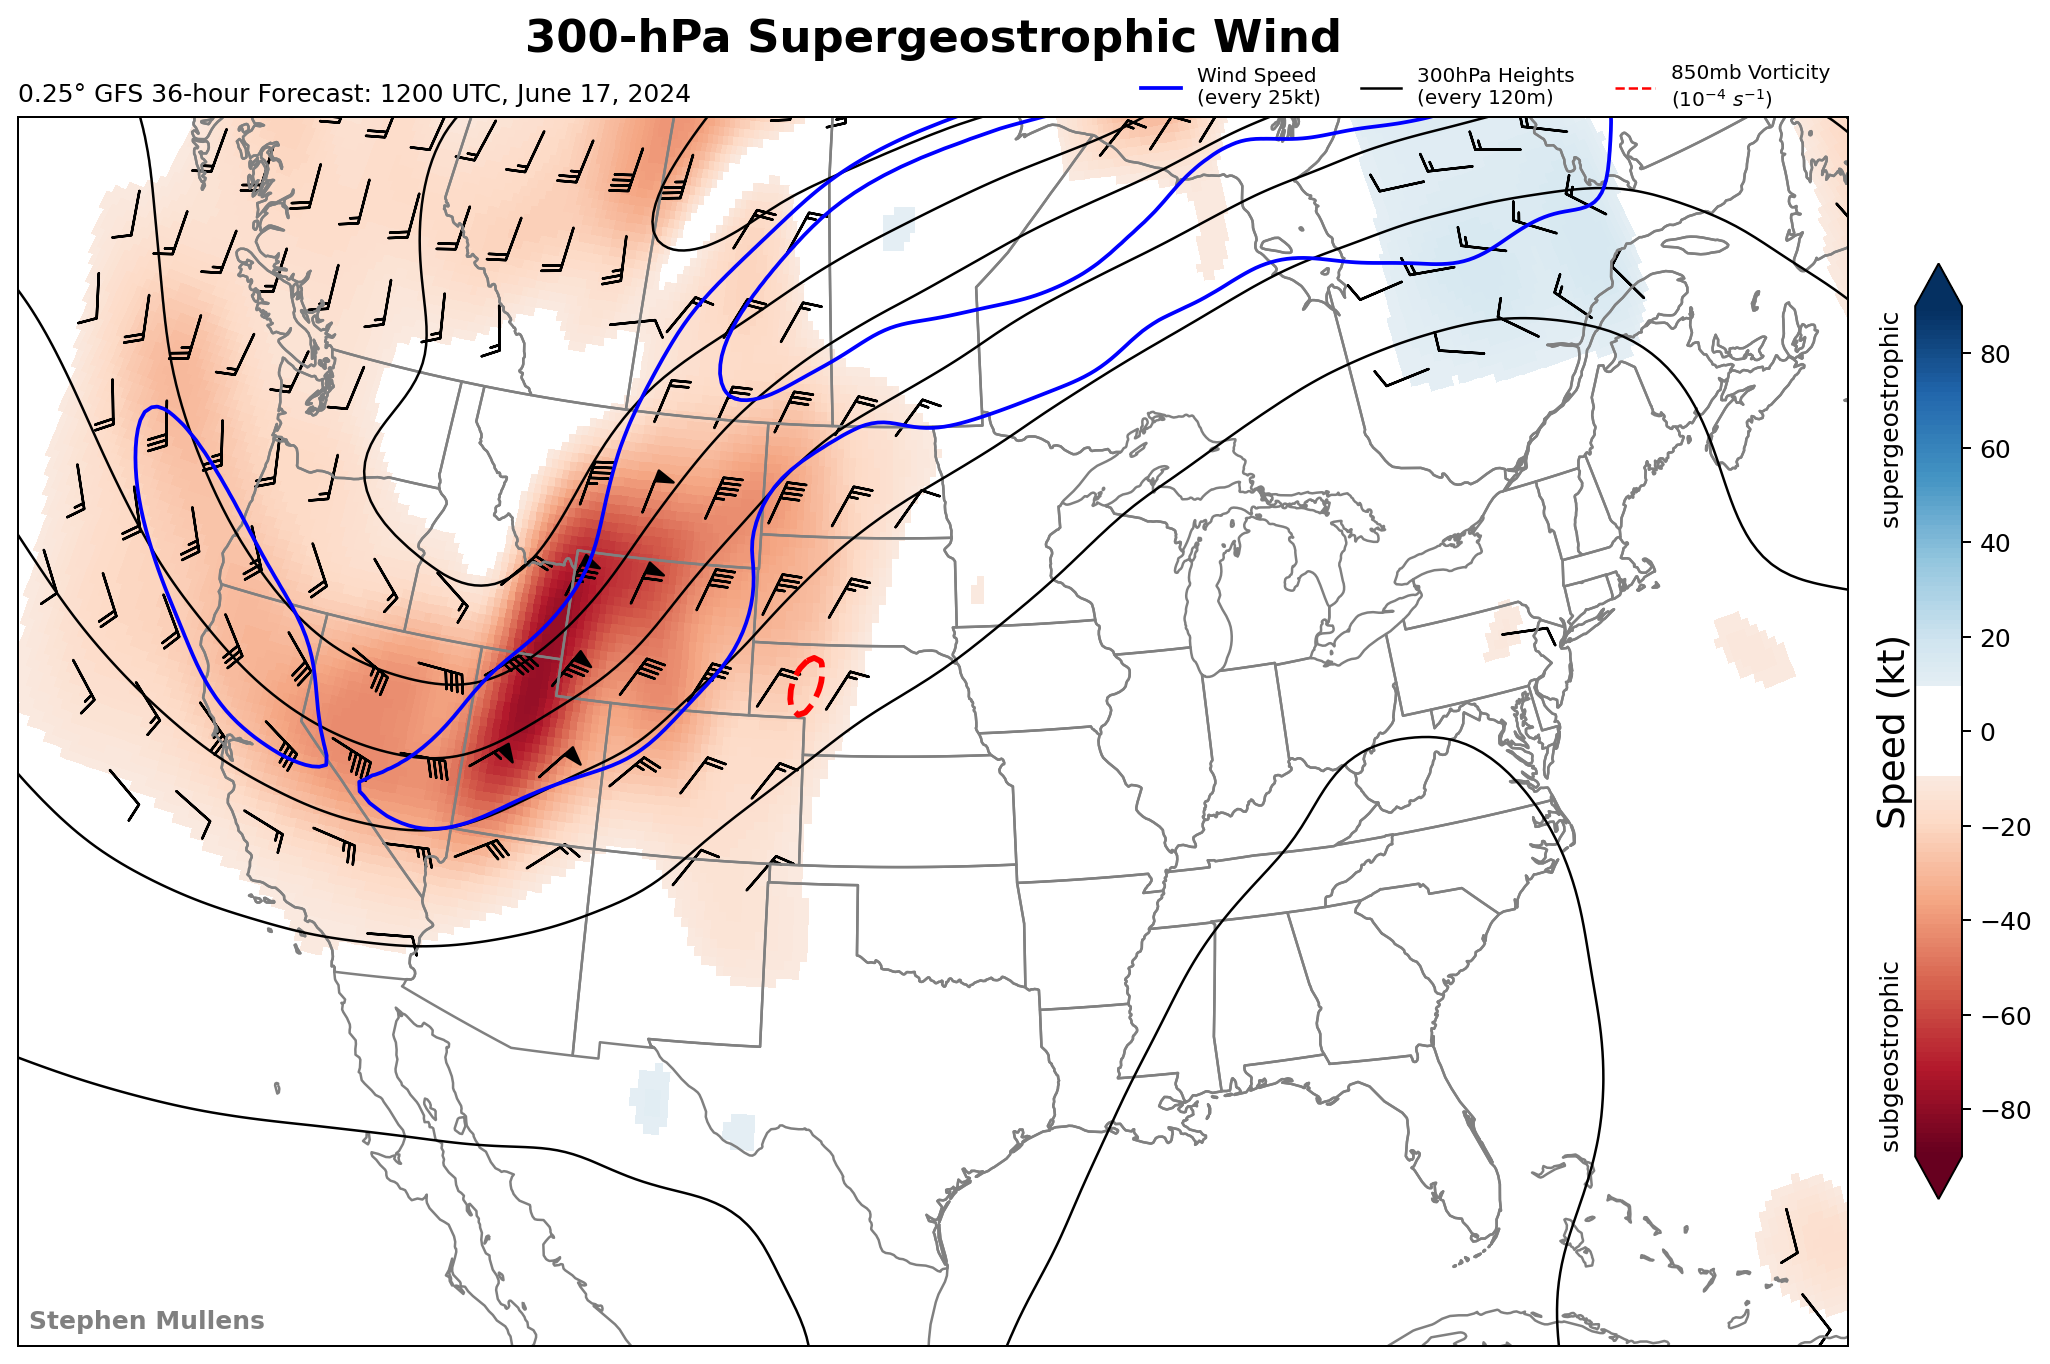 300-hPa Supergeostrophic Wind
0.25° GFS 36-hour Forecast: 1200 UTC, June 17, 2024
Wind Speed
(every 25kt)
300hPa Heights
(every 120m)
850mb Vorticity
(10⁻⁴ s⁻¹)
supergeostrophic
Speed (kt)
subgeostrophic
80
60
40
20
0
−20
−40
−60
−80
Stephen Mullens